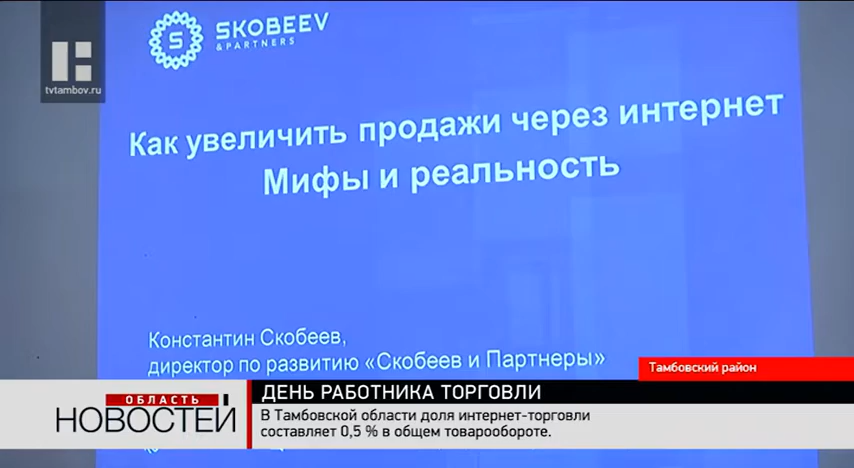 SKOBEEV
& PARTNERS
tvtambov.ru
Как увеличить продажи через интернет
Мифы и реальность
Константин Скобеев,
директор по развитию «Скобеев и Партнеры»
Тамбовский район
ОБЛАСТЬ
НОВОСТЕЙ
ДЕНЬ РАБОТНИКА ТОРГОВЛИ
В Тамбовской области доля интернет-торговли
составляет 0,5 % в общем товарообороте.